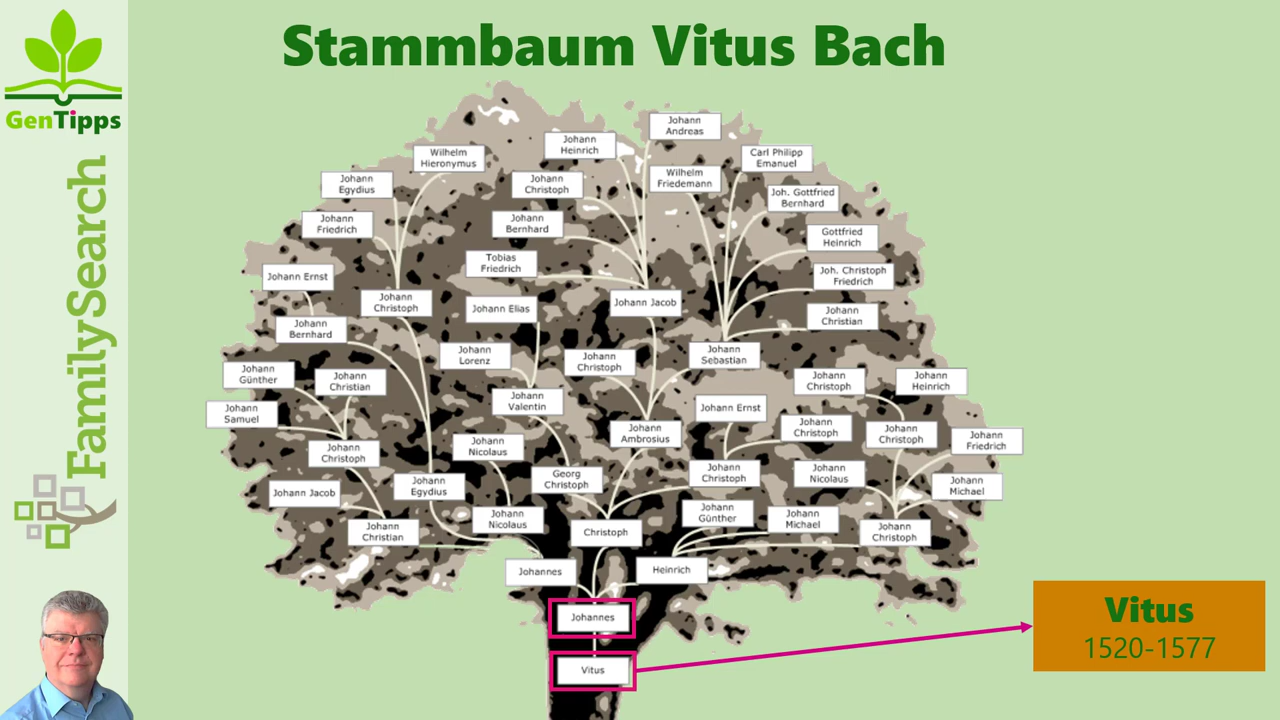 Stammbaum Vitus Bach
GenTipps
FamilySearch
Johann
Andreas
Johann
Heinrich
Wilhelm
Hieronymus
Carl Philipp
Emanuel
Johann
Egydius
Johann
Christoph
Wilhelm
Friedemann
Joh. Gottfried
Bernhard
Johann
Friedrich
Johann
Bernhard
Gottfried
Heinrich
Tobias
Friedrich
Johann Ernst
Joh. Christoph
Friedrich
Johann
Christoph
Johann Elias
Johann Jacob
Johann
Christian
Johann
Bernhard
Johann
Lorenz
Johann
Christoph
Johann
Sebastian
Johann
Günther
Johann
Christian
Johann
Christoph
Johann
Heinrich
Johann
Samuel
Johann
Valentin
Johann Ernst
Johann
Ambrosius
Johann
Christoph
Johann
Christoph
Johann
Friedrich
Johann
Christoph
Johann
Nicolaus
Johann Jacob
Johann
Egydius
Georg
Christoph
Johann
Christoph
Johann
Nicolaus
Johann
Michael
Johann
Christian
Johann
Nicolaus
Christoph
Johann
Günther
Johann
Michael
Johann
Christoph
Johannes
Heinrich
Johannes
Vitus
Vitus
1520-1577